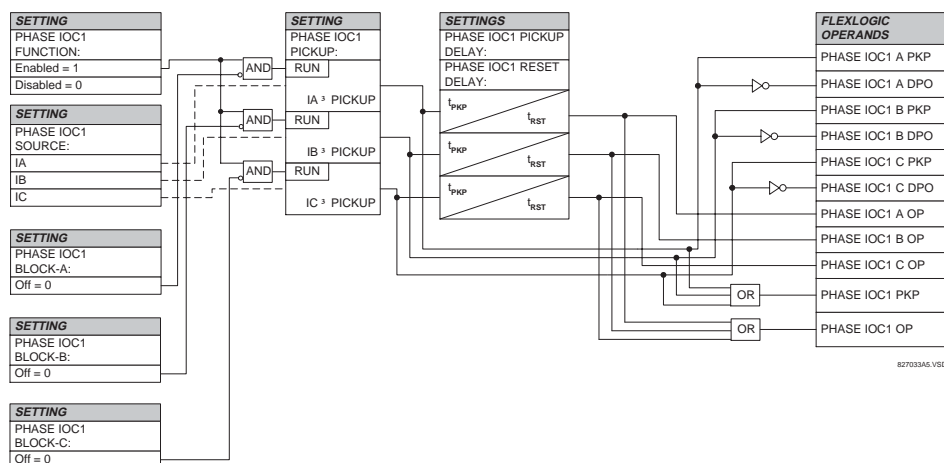 SETTING
PHASE IOC1
FUNCTION:
Enabled = 1
Disabled = 0
SETTING
PHASE IOC1
SOURCE:
IA
IB
IC
SETTING
PHASE IOC1
BLOCK-A:
Off = 0
SETTING
PHASE IOC1
BLOCK-B:
Off = 0
SETTING
PHASE IOC1
BLOCK-C:
Off = 0
AND
AND
AND
SETTING
PHASE IOC1
PICKUP:
RUN
IA ³ PICKUP
RUN
IB ³ PICKUP
RUN
IC ³ PICKUP
SETTINGS
PHASE IOC1 PICKUP
DELAY:
PHASE IOC1 RESET
DELAY:
tPKP
tRST
tPKP
tRST
tPKP
tRST
OR
OR
FLEXLOGIC
OPERANDS
PHASE IOC1 A PKP
PHASE IOC1 A DPO
PHASE IOC1 B PKP
PHASE IOC1 B DPO
PHASE IOC1 C PKP
PHASE IOC1 C DPO
PHASE IOC1 A OP
PHASE IOC1 B OP
PHASE IOC1 C OP
PHASE IOC1 PKP
PHASE IOC1 OP
827033A5.VSD